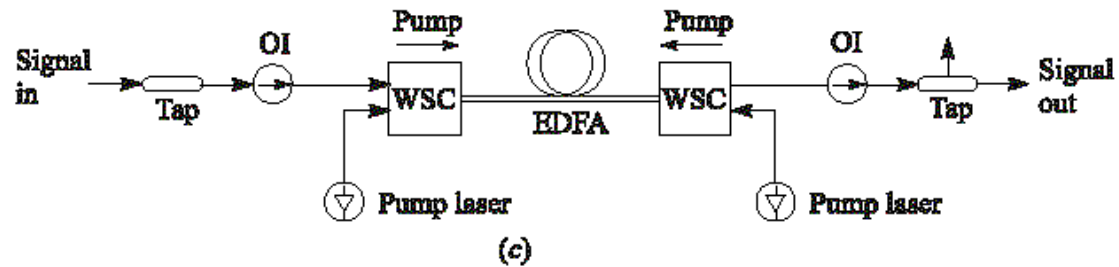 Pump
Pump
OI
OI
Signal
in
Tap
WSC
EDFA
WSC
Tap
Signal
out
Pump laser
Pump laser
(c)